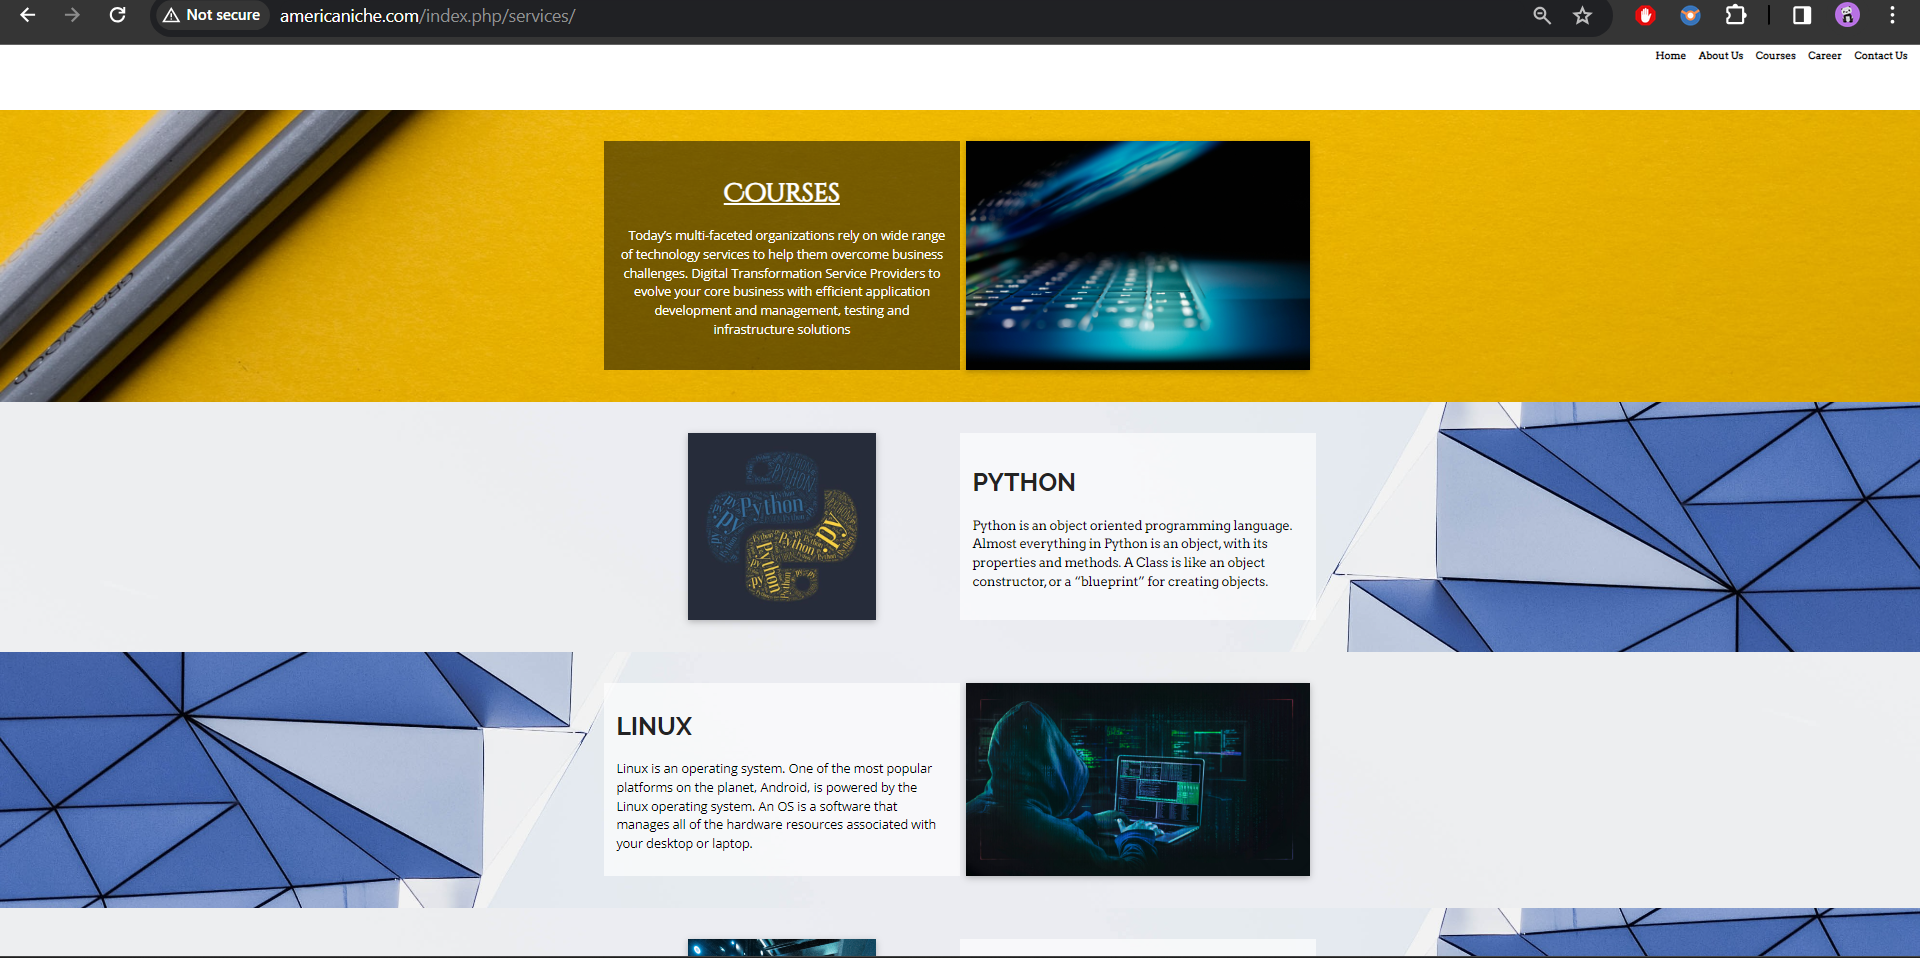 Not secure americaniche.com/index.php/services/
Home About Us Courses Career Contact Us
COURSES
Today's multi-faceted organizations rely on wide range
of technology services to help them overcome business
challenges. Digital Transformation Service Providers to
evolve your core business with efficient application
development and management, testing and
infrastructure solutions
Python
.py
PYTHON
Python is an object oriented programming language.
Almost everything in Python is an object, with its
properties and methods. A Class is like an object
constructor, or a “blueprint” for creating objects.
LINUX
Linux is an operating system. One of the most popular
platforms on the planet, Android, is powered by the
Linux operating system. An OS is a software that
manages all of the hardware resources associated with
your desktop or laptop.